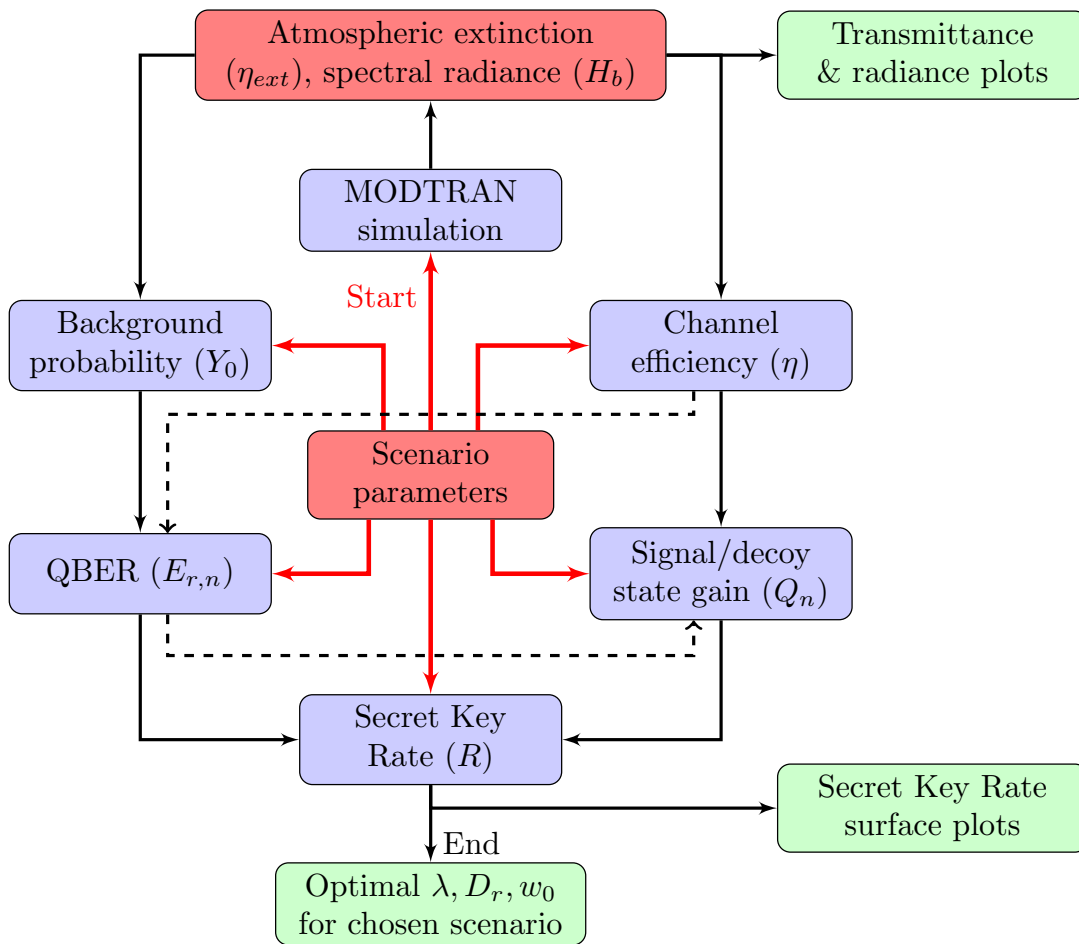 Atmospheric extinction
(η_ext), spectral radiance (H_b)
Transmittance
& radiance plots
MODTRAN
simulation
Start
Background
probability (Y_0)
Channel
efficiency (η)
Scenario
parameters
QBER (E_{r,n})
Signal/decoy
state gain (Q_n)
Secret Key
Rate (R)
Secret Key Rate
surface plots
End
Optimal λ, D_r, w_0
for chosen scenario